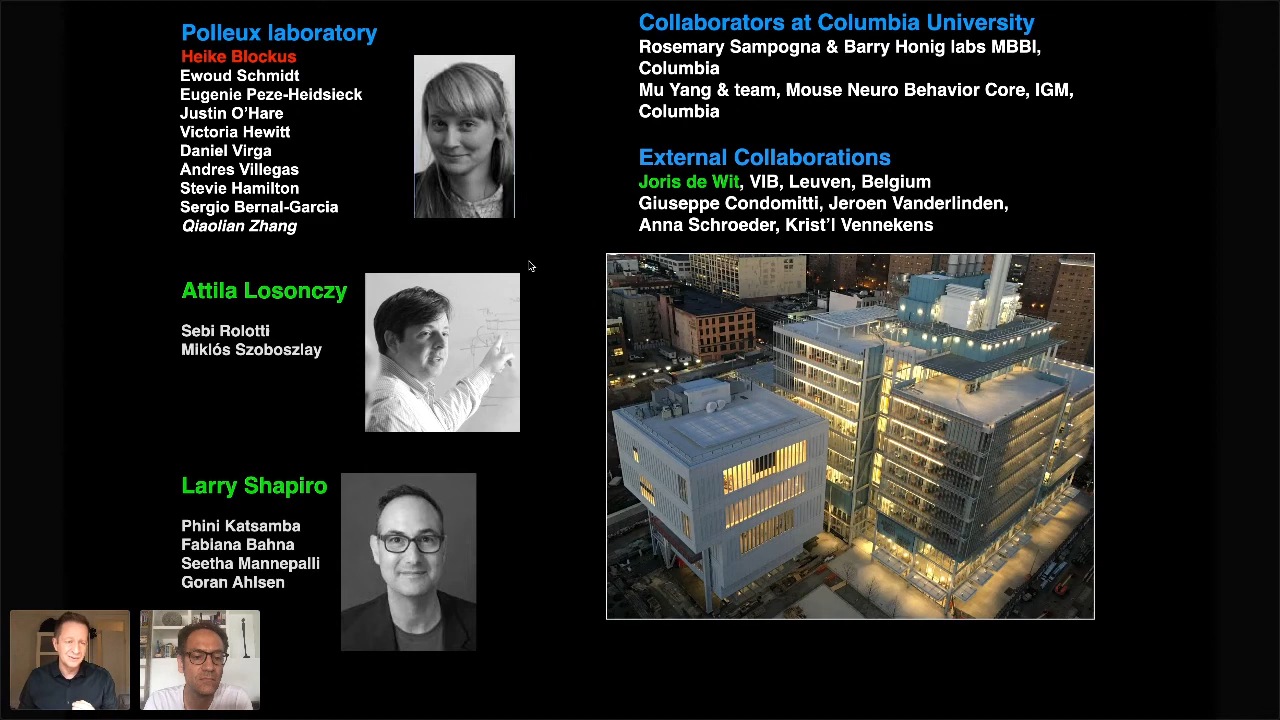 Polleux laboratory
Heike Blockus
Ewoud Schmidt
Eugenie Peze-Heidsieck
Justin O'Hare
Victoria Hewitt
Daniel Virga
Andres Villegas
Stevie Hamilton
Sergio Bernal-Garcia
Qiaolian Zhang
Attila Losonczy
Sebi Rolotti
Miklós Szoboszlay
Larry Shapiro
Phini Katsamba
Fabiana Bahna
Seetha Mannepalli
Goran Ahlsen
Collaborators at Columbia University
Rosemary Sampogna & Barry Honig labs MBBI,
Columbia
Mu Yang & team, Mouse Neuro Behavior Core, IGM,
Columbia
External Collaborations
Joris de Wit, VIB, Leuven, Belgium
Giuseppe Condomitti, Jeroen Vanderlinden,
Anna Schroeder, Krist'l Vennekens